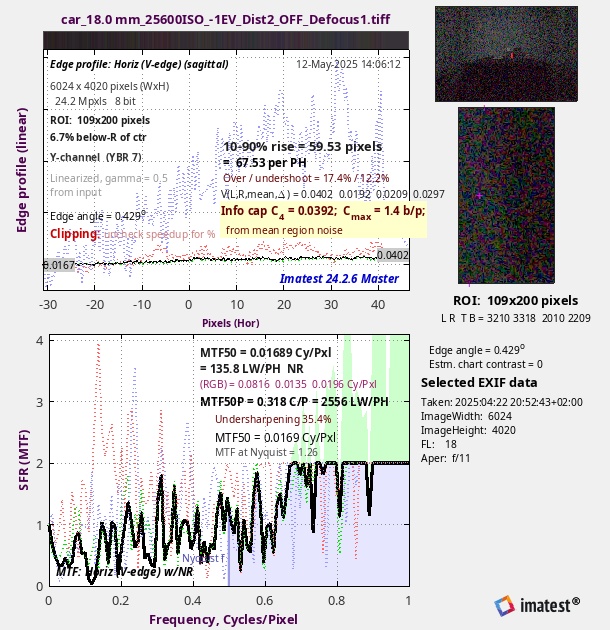 car_18.0 mm_25600ISO_-1EV_Dist2_OFF_Defocus1.tiff
Edge profile: Horiz (V-edge) (sagittal)
12-May-2025 14:06:12
6024 x 4020 pixels (WxH)
24.2 Mpxls 8 bit
ROI: 109x200 pixels
6.7% below-R of ctr
Y-channel (YBR 7)
Linearized, gamma = 0.5
from input
Edge angle = 0.429⁰
Clipping: uncheck speedup for %
10-90% rise = 59.53 pixels
= 67.53 per PH
Over / undershoot = 17.4% / 12.2%
V(L,R,mean,Δ) = 0.0402 0.0192 0.0209 0.0297
Info cap C4 = 0.0392; Cmax = 1.4 b/p;
from mean region noise
0.0167
0.0402
Imatest 24.2.6 Master
Edge profile (linear)
-30 -20 -10 0 10 20 30 40
Pixels (Hor)
MTF50 = 0.01689 Cy/Pxl
= 135.8 LW/PH NR
(RGB) = 0.0816 0.0135 0.0196 Cy/Pxl
MTF50P = 0.318 C/P = 2556 LW/PH
Undersharpening 35.4%
MTF50 = 0.0169 Cy/Pxl
MTF at Nyquist = 1.26
SFR (MTF)
4
3
2
1
0
Nyquist f
MTF: Horiz (V-edge) w/NR
0 0.2 0.4 0.6 0.8 1
Frequency, Cycles/Pixel
ROI: 109x200 pixels
L R T B = 3210 3318 2010 2209
Edge angle = 0.429⁰
Estm. chart contrast = 0
Selected EXIF data
Taken: 2025:04:22 20:52:43+02:00
ImageWidth: 6024
ImageHeight: 4020
FL: 18
Aper: f/11
imatest®